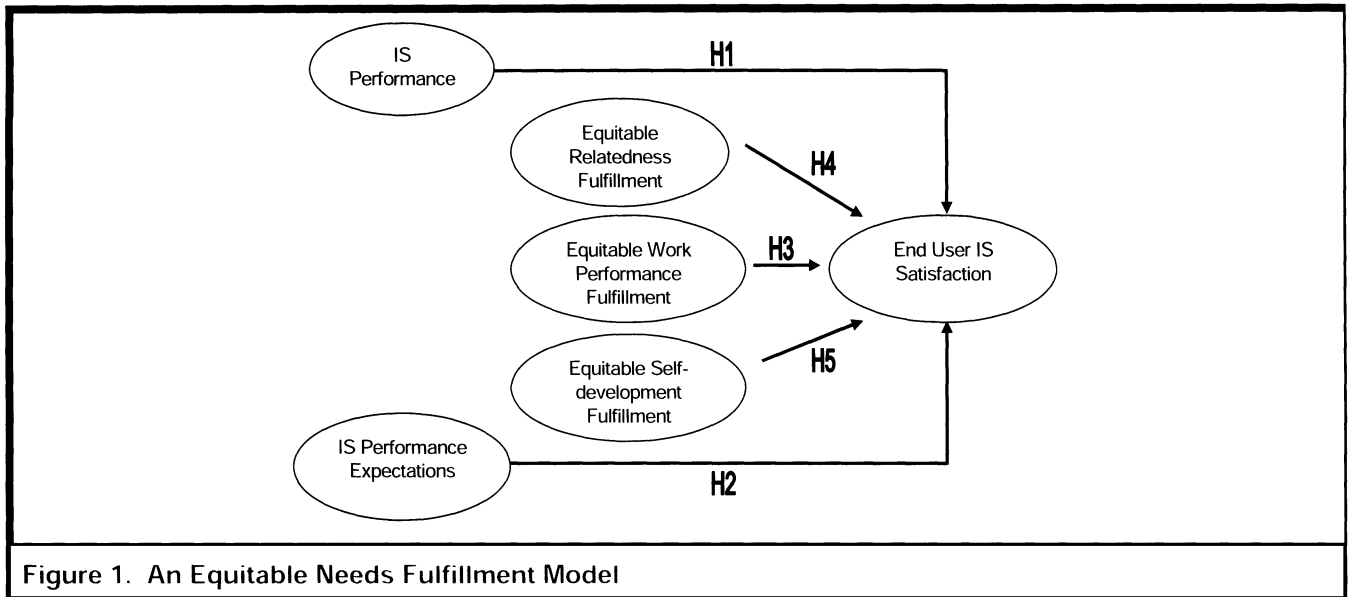 IS
Performance
H1
Equitable
Relatedness
Fulfillment
H4
Equitable Work
Performance
Fulfillment
H3
End User IS
Satisfaction
Equitable Self-
development
Fulfillment
H5
IS Performance
Expectations
H2
Figure 1. An Equitable Needs Fulfillment Model